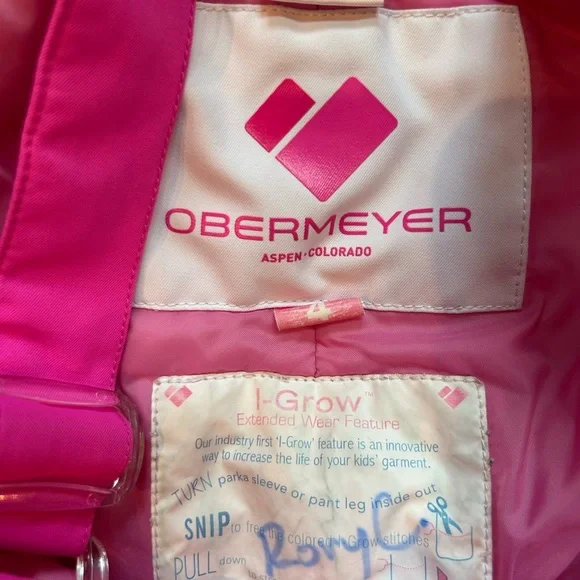 OBERMEYER
ASPEN • COLORADO
4
I-Grow™
Extended Wear Feature
Our industry first 'I-Grow' feature is an innovative
way to increase the life of your kids' garment.
TURN parka sleeve or pant leg inside out
SNIP to free the colored I-Grow stitches
PULL down